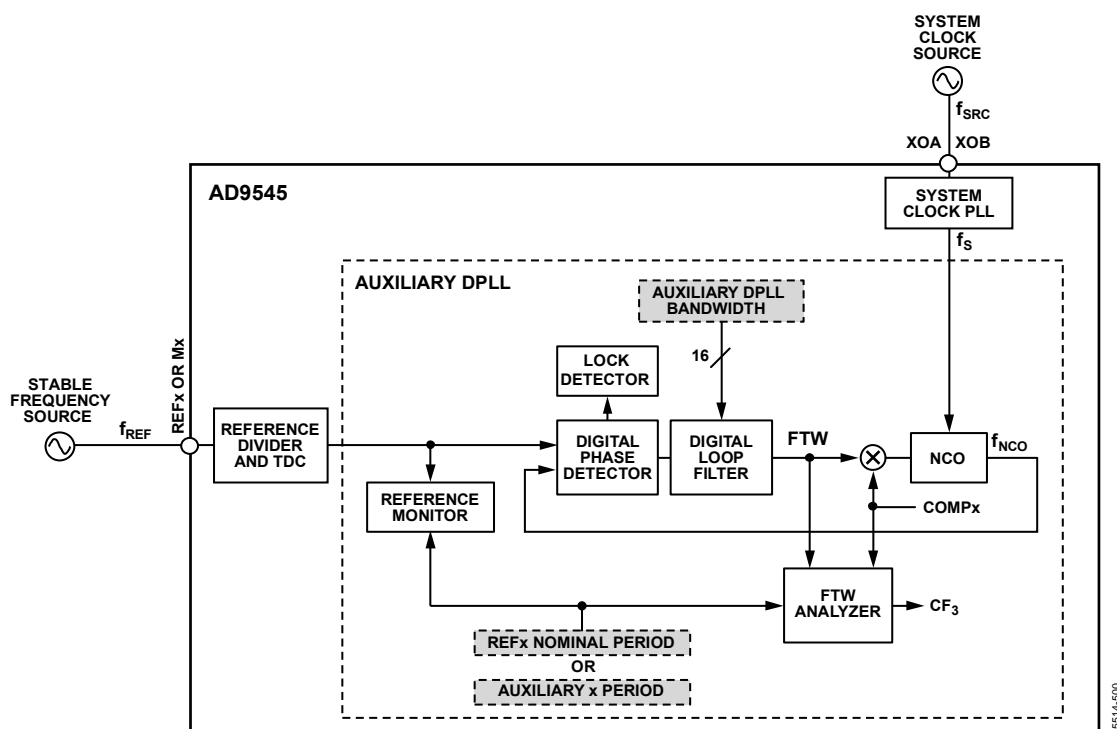 SYSTEM
CLOCK
SOURCE
fSRC
XOA XOB
AD9545
SYSTEM
CLOCK PLL
fS
AUXILIARY DPLL
AUXILIARY DPLL
BANDWIDTH
16
LOCK
DETECTOR
STABLE
FREQUENCY
SOURCE
fREF
REFx OR Mx
REFERENCE
DIVIDER
AND TDC
DIGITAL
PHASE
DETECTOR
DIGITAL
LOOP
FILTER
FTW
NCO
fNCO
REFERENCE
MONITOR
COMPx
FTW
ANALYZER
CF3
REFx NOMINAL PERIOD
OR
AUXILIARY x PERIOD
5514-500